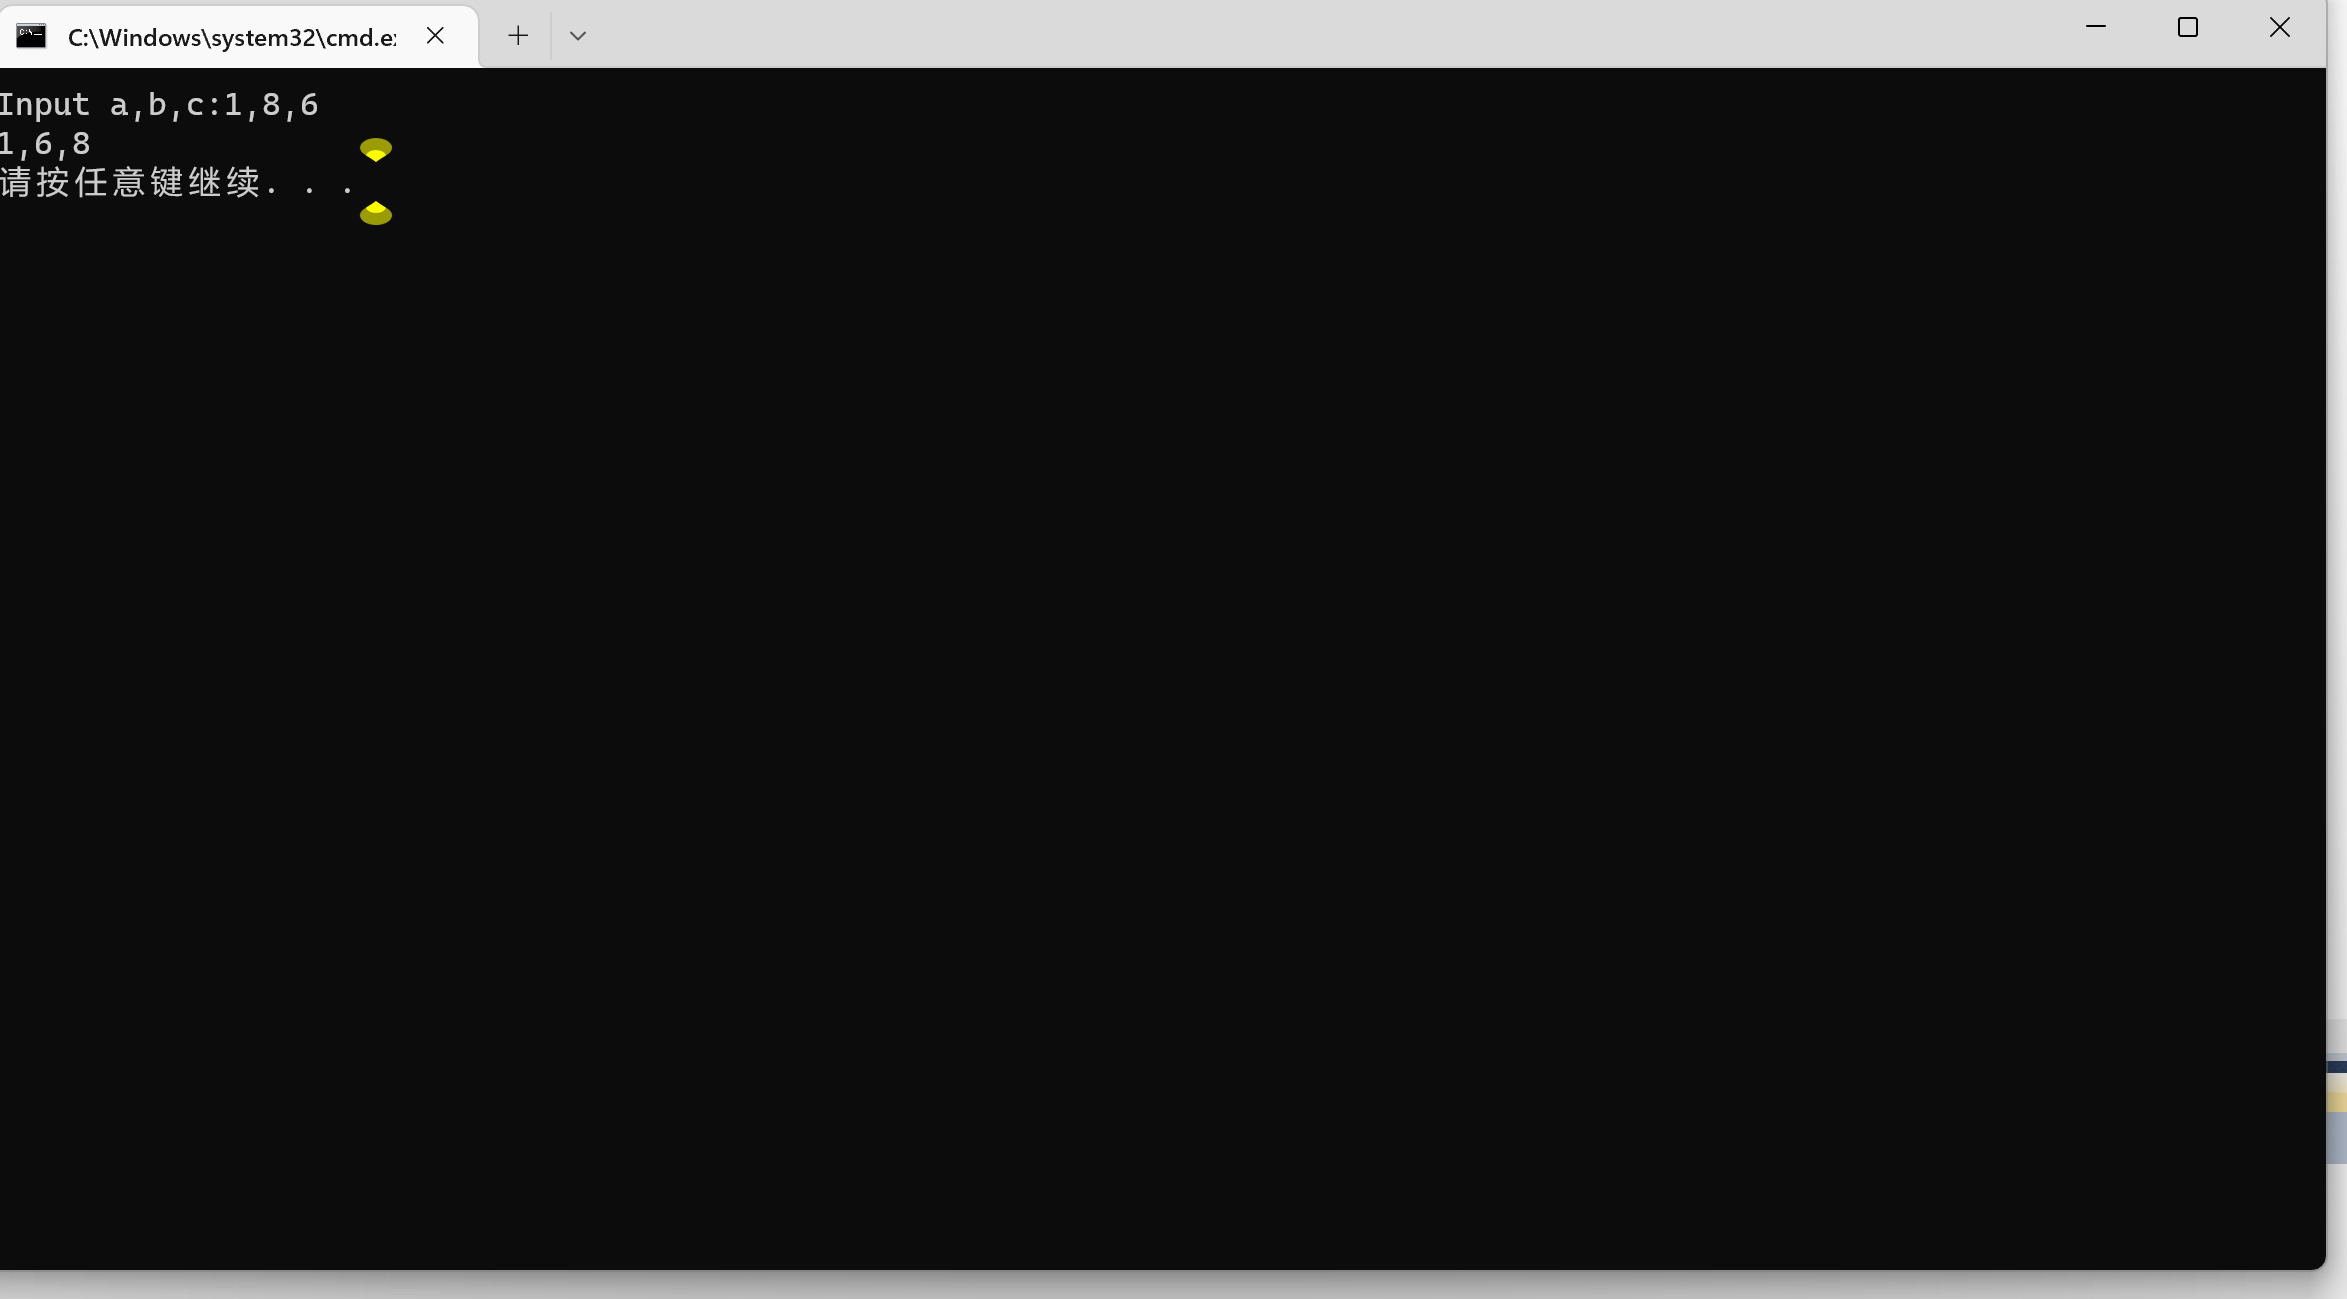 C:\Windows\system32\cmd.e
Input a,b,c:1,8,6
1,6,8
请按任意键继续. . .